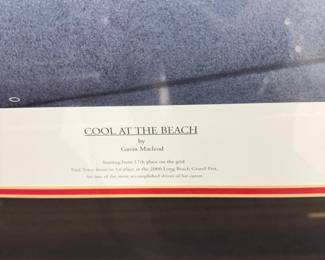 COOL AT THE BEACH
by
Gavin Macleod
Starting from 17th place on the grid
Paul Tracy drove to 1st place at the 2000 Long Beach Grand Prix,
for one of the most accomplished drives of his career.